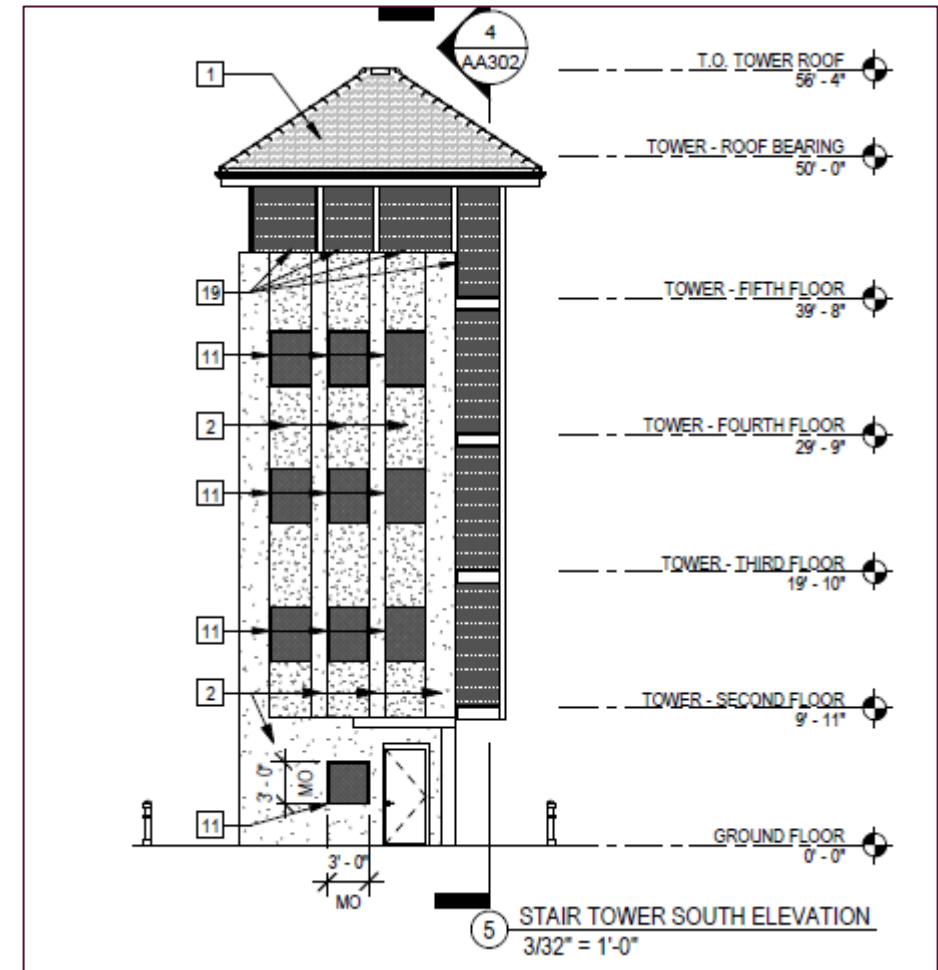 4
AA302
1
T.O. TOWER ROOF
56' - 4"
TOWER - ROOF BEARING
50' - 0"
19
TOWER - FIFTH FLOOR
39' - 8"
11
2
TOWER - FOURTH FLOOR
29' - 9"
11
TOWER - THIRD FLOOR
19' - 10"
11
2
TOWER - SECOND FLOOR
9' - 11"
3' - 0"
MO
11
GROUND FLOOR
0' - 0"
3' - 0"
MO
5
STAIR TOWER SOUTH ELEVATION
3/32" = 1'-0"